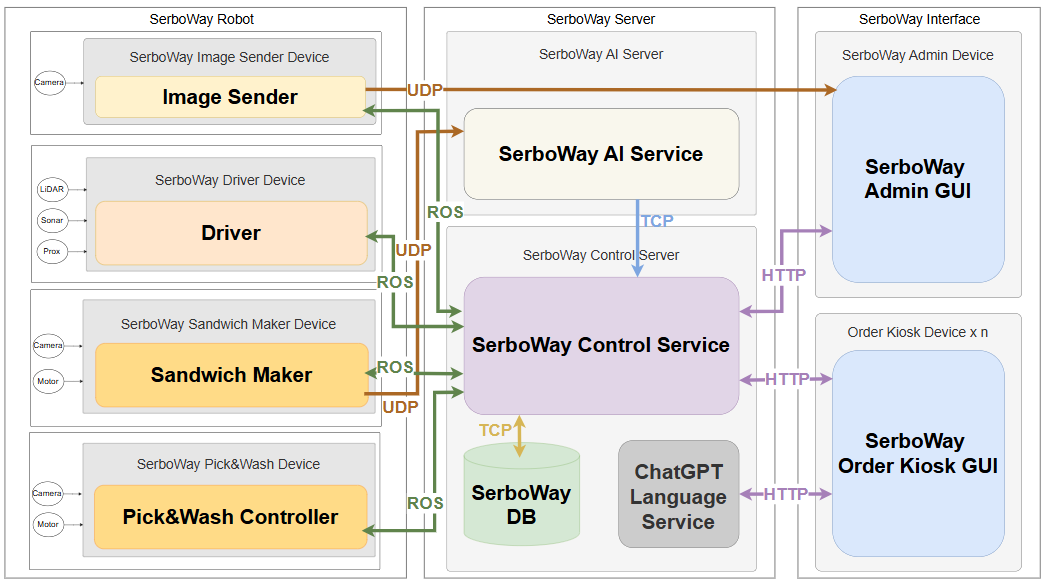 SerboWay Robot
SerboWay Image Sender Device
Camera
Image Sender
SerboWay Driver Device
LiDAR
Sonar
Prox
Driver
SerboWay Sandwich Maker Device
Camera
Motor
Sandwich Maker
SerboWay Pick&Wash Device
Camera
Motor
Pick&Wash Controller
UDP
ROS
UDP
ROS
ROS
UDP
ROS
SerboWay Server
SerboWay AI Server
SerboWay AI Service
TCP
SerboWay Control Server
SerboWay Control Service
TCP
SerboWay
DB
ChatGPT
Language
Service
HTTP
HTTP
HTTP
SerboWay Interface
SerboWay Admin Device
SerboWay
Admin GUI
Order Kiosk Device x n
SerboWay
Order Kiosk GUI